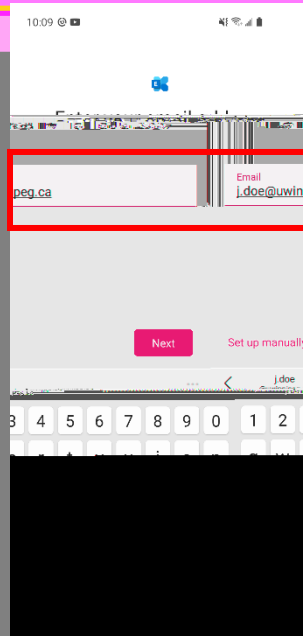 10:09
Email
peg.ca
j.doe@uwin
Next
Set up manually
j.doe
3 4 5 6 7 8 9 0 1 2